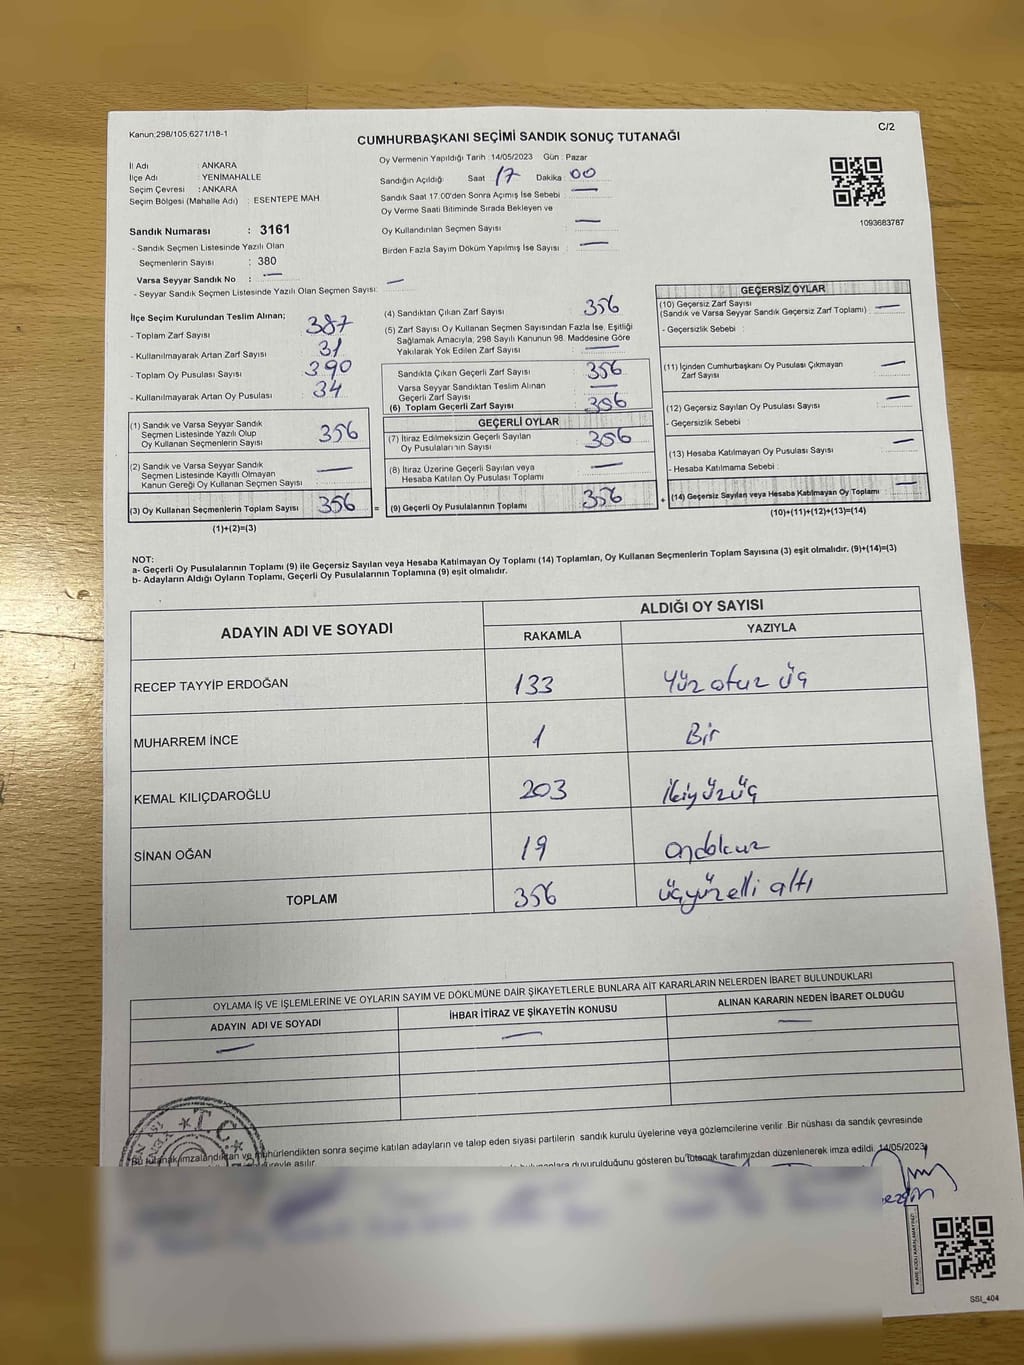 Kanun;298/105,6271/18-1
CUMHURBAŞKANI SEÇİMİ SANDIK SONUÇ TUTANAĞI
C/2
İl Adı : ANKARA
İlçe Adı : YENİMAHALLE
Seçim Çevresi : ANKARA
Seçim Bölgesi (Mahalle Adı) : ESENTEPE MAH
Oy Vermenin Yapıldığı Tarih : 14/05/2023 Gün : Pazar
Sandığın Açıldığı Saat 17 Dakika 00
Sandık Saat 17.00'den Sonra Açımış İse Sebebi : —
Oy Verme Saati Bitiminde Sırada Bekleyen ve
Oy Kullandırılan Seçmen Sayısı : —
Birden Fazla Sayım Döküm Yapılmış İse Sayısı : —
1093683787
Sandık Numarası : 3161
- Sandık Seçmen Listesinde Yazılı Olan
Seçmenlerin Sayısı : 380
Varsa Seyyar Sandık No : —
- Seyyar Sandık Seçmen Listesinde Yazılı Olan Seçmen Sayısı: —
İlçe Seçim Kurulundan Teslim Alınan;
- Toplam Zarf Sayısı : 387
- Kullanılmayarak Artan Zarf Sayısı : 31
- Toplam Oy Pusulası Sayısı : 390
- Kullanılmayarak Artan Oy Pusulası : 34
(1) Sandık ve Varsa Seyyar Sandık
Seçmen Listesinde Yazılı Olup
Oy Kullanan Seçmenlerin Sayısı : 356
(2) Sandık ve Varsa Seyyar Sandık
Seçmen Listesinde Kayıtlı Olmayan
Kanun Gereği Oy Kullanan Seçmen Sayısı : —
(3) Oy Kullanan Seçmenlerin Toplam Sayısı : 356
(1)+(2)=(3)
(4) Sandıktan Çıkan Zarf Sayısı : 356
(5) Zarf Sayısı Oy Kullanan Seçmen Sayısından Fazla İse, Eşitliği
Sağlamak Amacıyla, 298 Sayılı Kanunun 98. Maddesine Göre
Yakılarak Yok Edilen Zarf Sayısı : —
Sandıkta Çıkan Geçerli Zarf Sayısı : 356
Varsa Seyyar Sandıktan Teslim Alınan
Geçerli Zarf Sayısı : —
(6) Toplam Geçerli Zarf Sayısı : 356
GEÇERLİ OYLAR
(7) İtiraz Edilmeksizin Geçerli Sayılan
Oy Pusulalarının Sayısı : 356
(8) İtiraz Üzerine Geçerli Sayılan veya
Hesaba Katılan Oy Pusulası Toplamı : —
= (9) Geçerli Oy Pusulalarının Toplamı : 356
GEÇERSİZ OYLAR
(10) Geçersiz Zarf Sayısı
(Sandık ve Varsa Seyyar Sandık Geçersiz Zarf Toplamı) : —
- Geçersizlik Sebebi :
(11) İçinden Cumhurbaşkanı Oy Pusulası Çıkmayan
Zarf Sayısı : —
(12) Geçersiz Sayılan Oy Pusulası Sayısı : —
- Geçersizlik Sebebi :
(13) Hesaba Katılmayan Oy Pusulası Sayısı : —
- Hesaba Katılmama Sebebi :
+ (14) Geçersiz Sayılan veya Hesaba Katılmayan Oy Toplamı : —
(10)+(11)+(12)+(13)=(14)
NOT:
a- Geçerli Oy Pusulalarının Toplamı (9) ile Geçersiz Sayılan veya Hesaba Katılmayan Oy Toplamı (14) Toplamları, Oy Kullanan Seçmenlerin Toplam Sayısına (3) eşit olmalıdır. (9)+(14)=(3)
b- Adayların Aldığı Oyların Toplamı, Geçerli Oy Pusulalarının Toplamına (9) eşit olmalıdır.
ADAYIN ADI VE SOYADI
ALDIĞI OY SAYISI
RAKAMLA YAZIYLA
RECEP TAYYİP ERDOĞAN 133 Yüz otuz üç
MUHARREM İNCE 1 Bir
KEMAL KILIÇDAROĞLU 203 İkiyüzüç
SİNAN OĞAN 19 ondokuz
TOPLAM 356 üçyüzelli altı
OYLAMA İŞ VE İŞLEMLERİNE VE OYLARIN SAYIM VE DÖKÜMÜNE DAİR ŞİKAYETLERLE BUNLARA AİT KARARLARIN NELERDEN İBARET BULUNDUKLARI
ADAYIN ADI VE SOYADI İHBAR İTİRAZ VE ŞİKAYETİN KONUSU ALINAN KARARIN NEDEN İBARET OLDUĞU
— — —
T.C.
Bu tutanak imzalandıktan ve mühürlendikten sonra seçime katılan adayların ve talep eden siyasi partilerin sandık kurulu üyelerine veya gözlemcilerine verilir. Bir nüshası da sandık çevresinde
asılır.
duyurulduğunu gösteren bu tutanak tarafımızdan düzenlenerek imza edildi. 14/05/2023
SSI_404